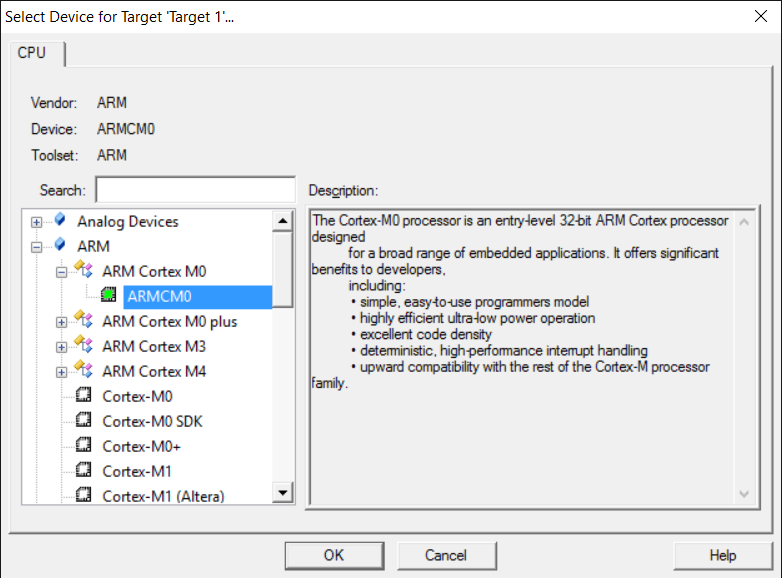 Select Device for Target 'Target 1'...
CPU
Vendor: ARM
Device: ARMCM0
Toolset: ARM
Search:
Analog Devices
ARM
ARM Cortex M0
ARMCM0
ARM Cortex M0 plus
ARM Cortex M3
ARM Cortex M4
Cortex-M0
Cortex-M0 SDK
Cortex-M0+
Cortex-M1
Cortex-M1 (Altera)
Description:
The Cortex-M0 processor is an entry-level 32-bit ARM Cortex processor
designed
for a broad range of embedded applications. It offers significant
benefits to developers,
including:
• simple, easy-to-use programmers model
• highly efficient ultra-low power operation
• excellent code density
• deterministic, high-performance interrupt handling
• upward compatibility with the rest of the Cortex-M processor
family.
OK
Cancel
Help